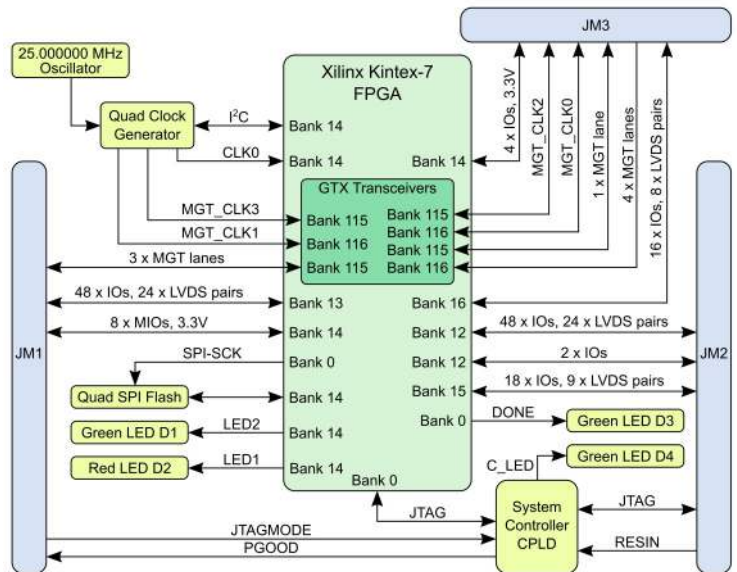 JM3
25.000000 MHz
Oscillator
Xilinx Kintex-7
FPGA
Quad Clock
Generator
I²C
Bank 14
CLK0
Bank 14
Bank 14
4 x IOs, 3.3V
MGT_CLK2
MGT_CLK0
1 x MGT lane
4 x MGT lanes
16 x IOs, 8 x LVDS pairs
GTX Transceivers
MGT_CLK3
Bank 115
Bank 115
MGT_CLK1
Bank 116
Bank 116
Bank 115
3 x MGT lanes
Bank 115
Bank 116
48 x IOs, 24 x LVDS pairs
Bank 13
Bank 16
8 x MIOs, 3.3V
Bank 14
Bank 12
48 x IOs, 24 x LVDS pairs
JM1
SPI-SCK
Bank 0
Bank 12
2 x IOs
JM2
Quad SPI Flash
Bank 14
Bank 15
18 x IOs, 9 x LVDS pairs
Green LED D1
LED2
Bank 14
Bank 0
DONE
Green LED D3
Red LED D2
LED1
Bank 14
Bank 0
C_LED
Green LED D4
JTAG
System
Controller
CPLD
JTAG
JTAGMODE
PGOOD
RESIN